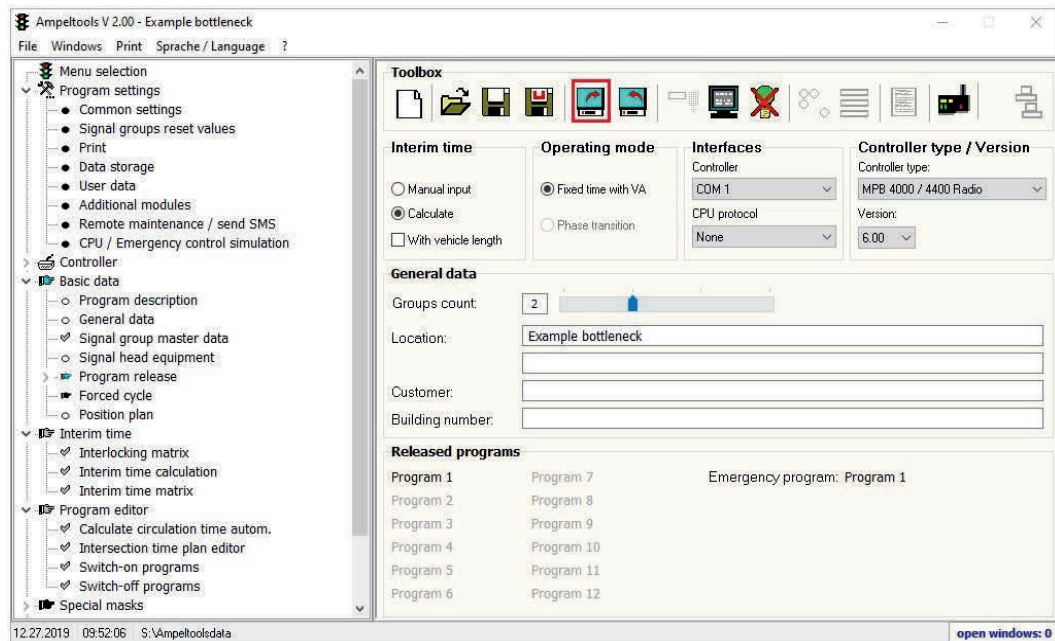 Ampeltools V 2.00 - Example bottleneck
File Windows Print Sprache / Language ?
Menu selection
Program settings
Common settings
Signal groups reset values
Print
Data storage
User data
Additional modules
Remote maintenance / send SMS
CPU / Emergency control simulation
Controller
Basic data
Program description
General data
Signal group master data
Signal head equipment
Program release
Forced cycle
Position plan
Interim time
Interlocking matrix
Interim time calculation
Interim time matrix
Program editor
Calculate circulation time autom.
Intersection time plan editor
Switch-on programs
Switch-off programs
Special masks
Toolbox
Interim time
Manual input
Calculate
With vehicle length
Operating mode
Fixed time with VA
Phase transition
Interfaces
Controller
COM 1
CPU protocol
None
Controller type / Version
Controller type:
MPB 4000 / 4400 Radio
Version:
6.00
General data
Groups count: 2
Location: Example bottleneck
Customer:
Building number:
Released programs
Program 1 Program 7 Emergency program: Program 1
Program 2 Program 8
Program 3 Program 9
Program 4 Program 10
Program 5 Program 11
Program 6 Program 12
12.27.2019 09:52:06 S:\Ampeltoolsdata open windows: 0